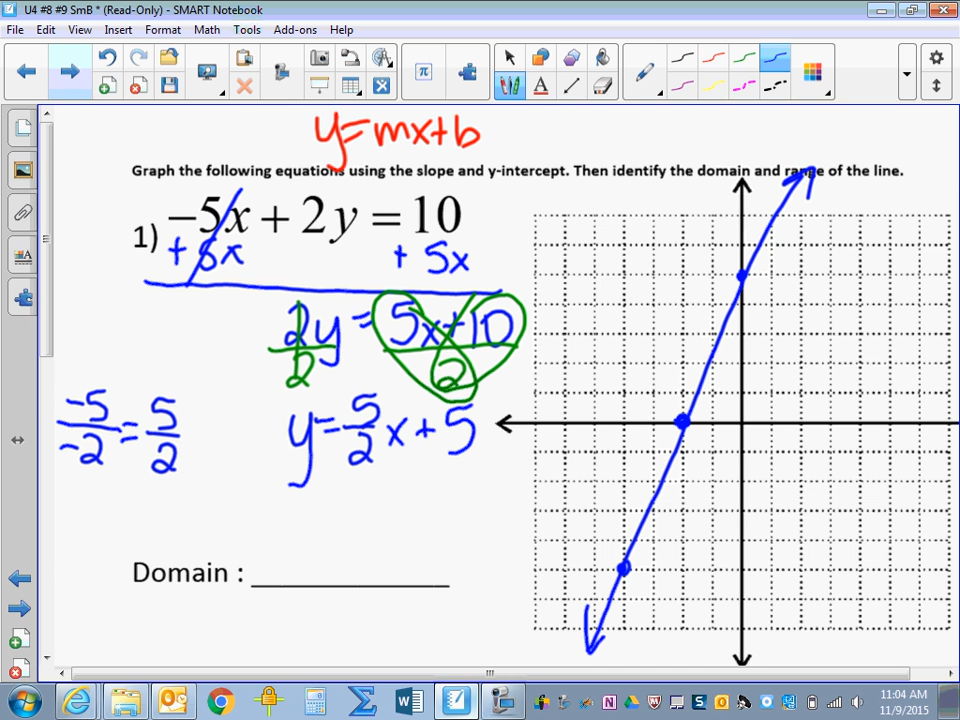 U4 #8 #9 SmB * (Read-Only) - SMART Notebook
File Edit View Insert Format Math Tools Add-ons Help
y=mx+b
Graph the following equations using the slope and y-intercept. Then identify the domain and range of the line.
1) −5x + 2y = 10
+ 5x + 5x
2y = 5x+10
2 2
-5/-2 = 5/2 y = 5/2 x + 5
Domain : _______________
11:04 AM
11/9/2015